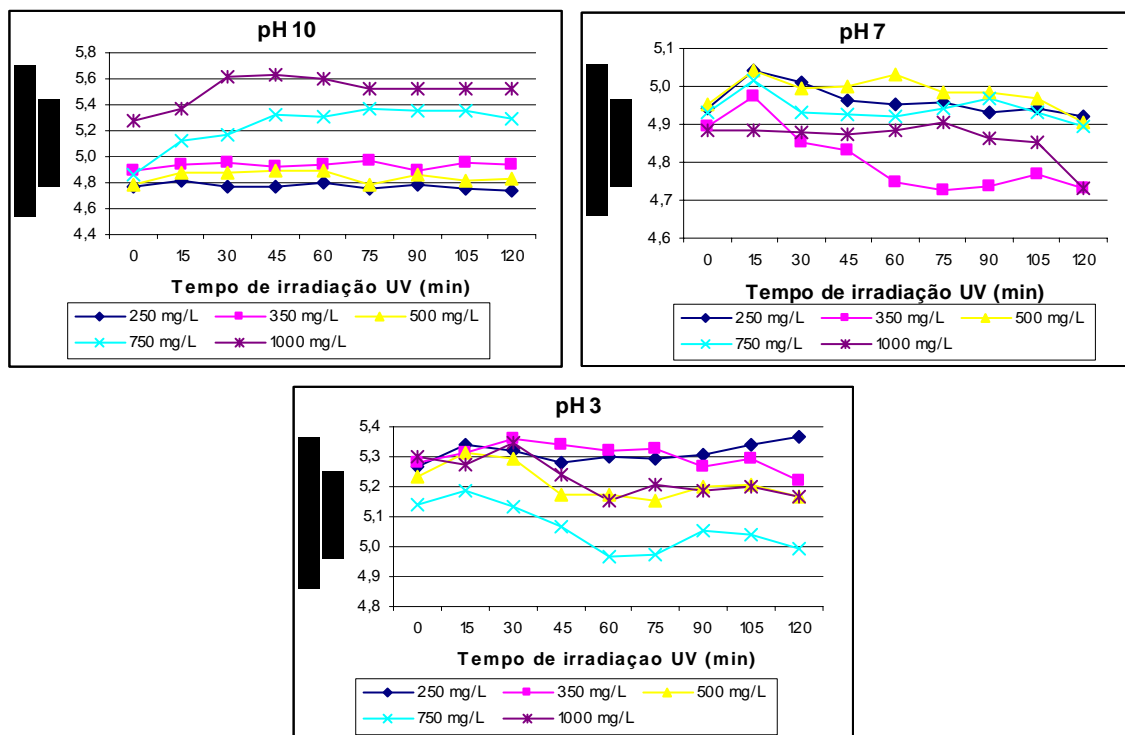 pH 10
5,8
5,6
5,4
5,2
5,0
4,8
4,6
4,4
0 15 30 45 60 75 90 105 120
Tempo de irradiação UV (min)
250 mg/L 350 mg/L 500 mg/L
750 mg/L 1000 mg/L
pH 7
5,1
5,0
4,9
4,8
4,7
4,6
0 15 30 45 60 75 90 105 120
Tempo de irradiação UV (min)
250 mg/L 350 mg/L 500 mg/L
750 mg/L 1000 mg/L
pH 3
5,4
5,3
5,2
5,1
5,0
4,9
4,8
0 15 30 45 60 75 90 105 120
Tempo de irradiaçao UV (min)
250 mg/L 350 mg/L 500 mg/L
750 mg/L 1000 mg/L